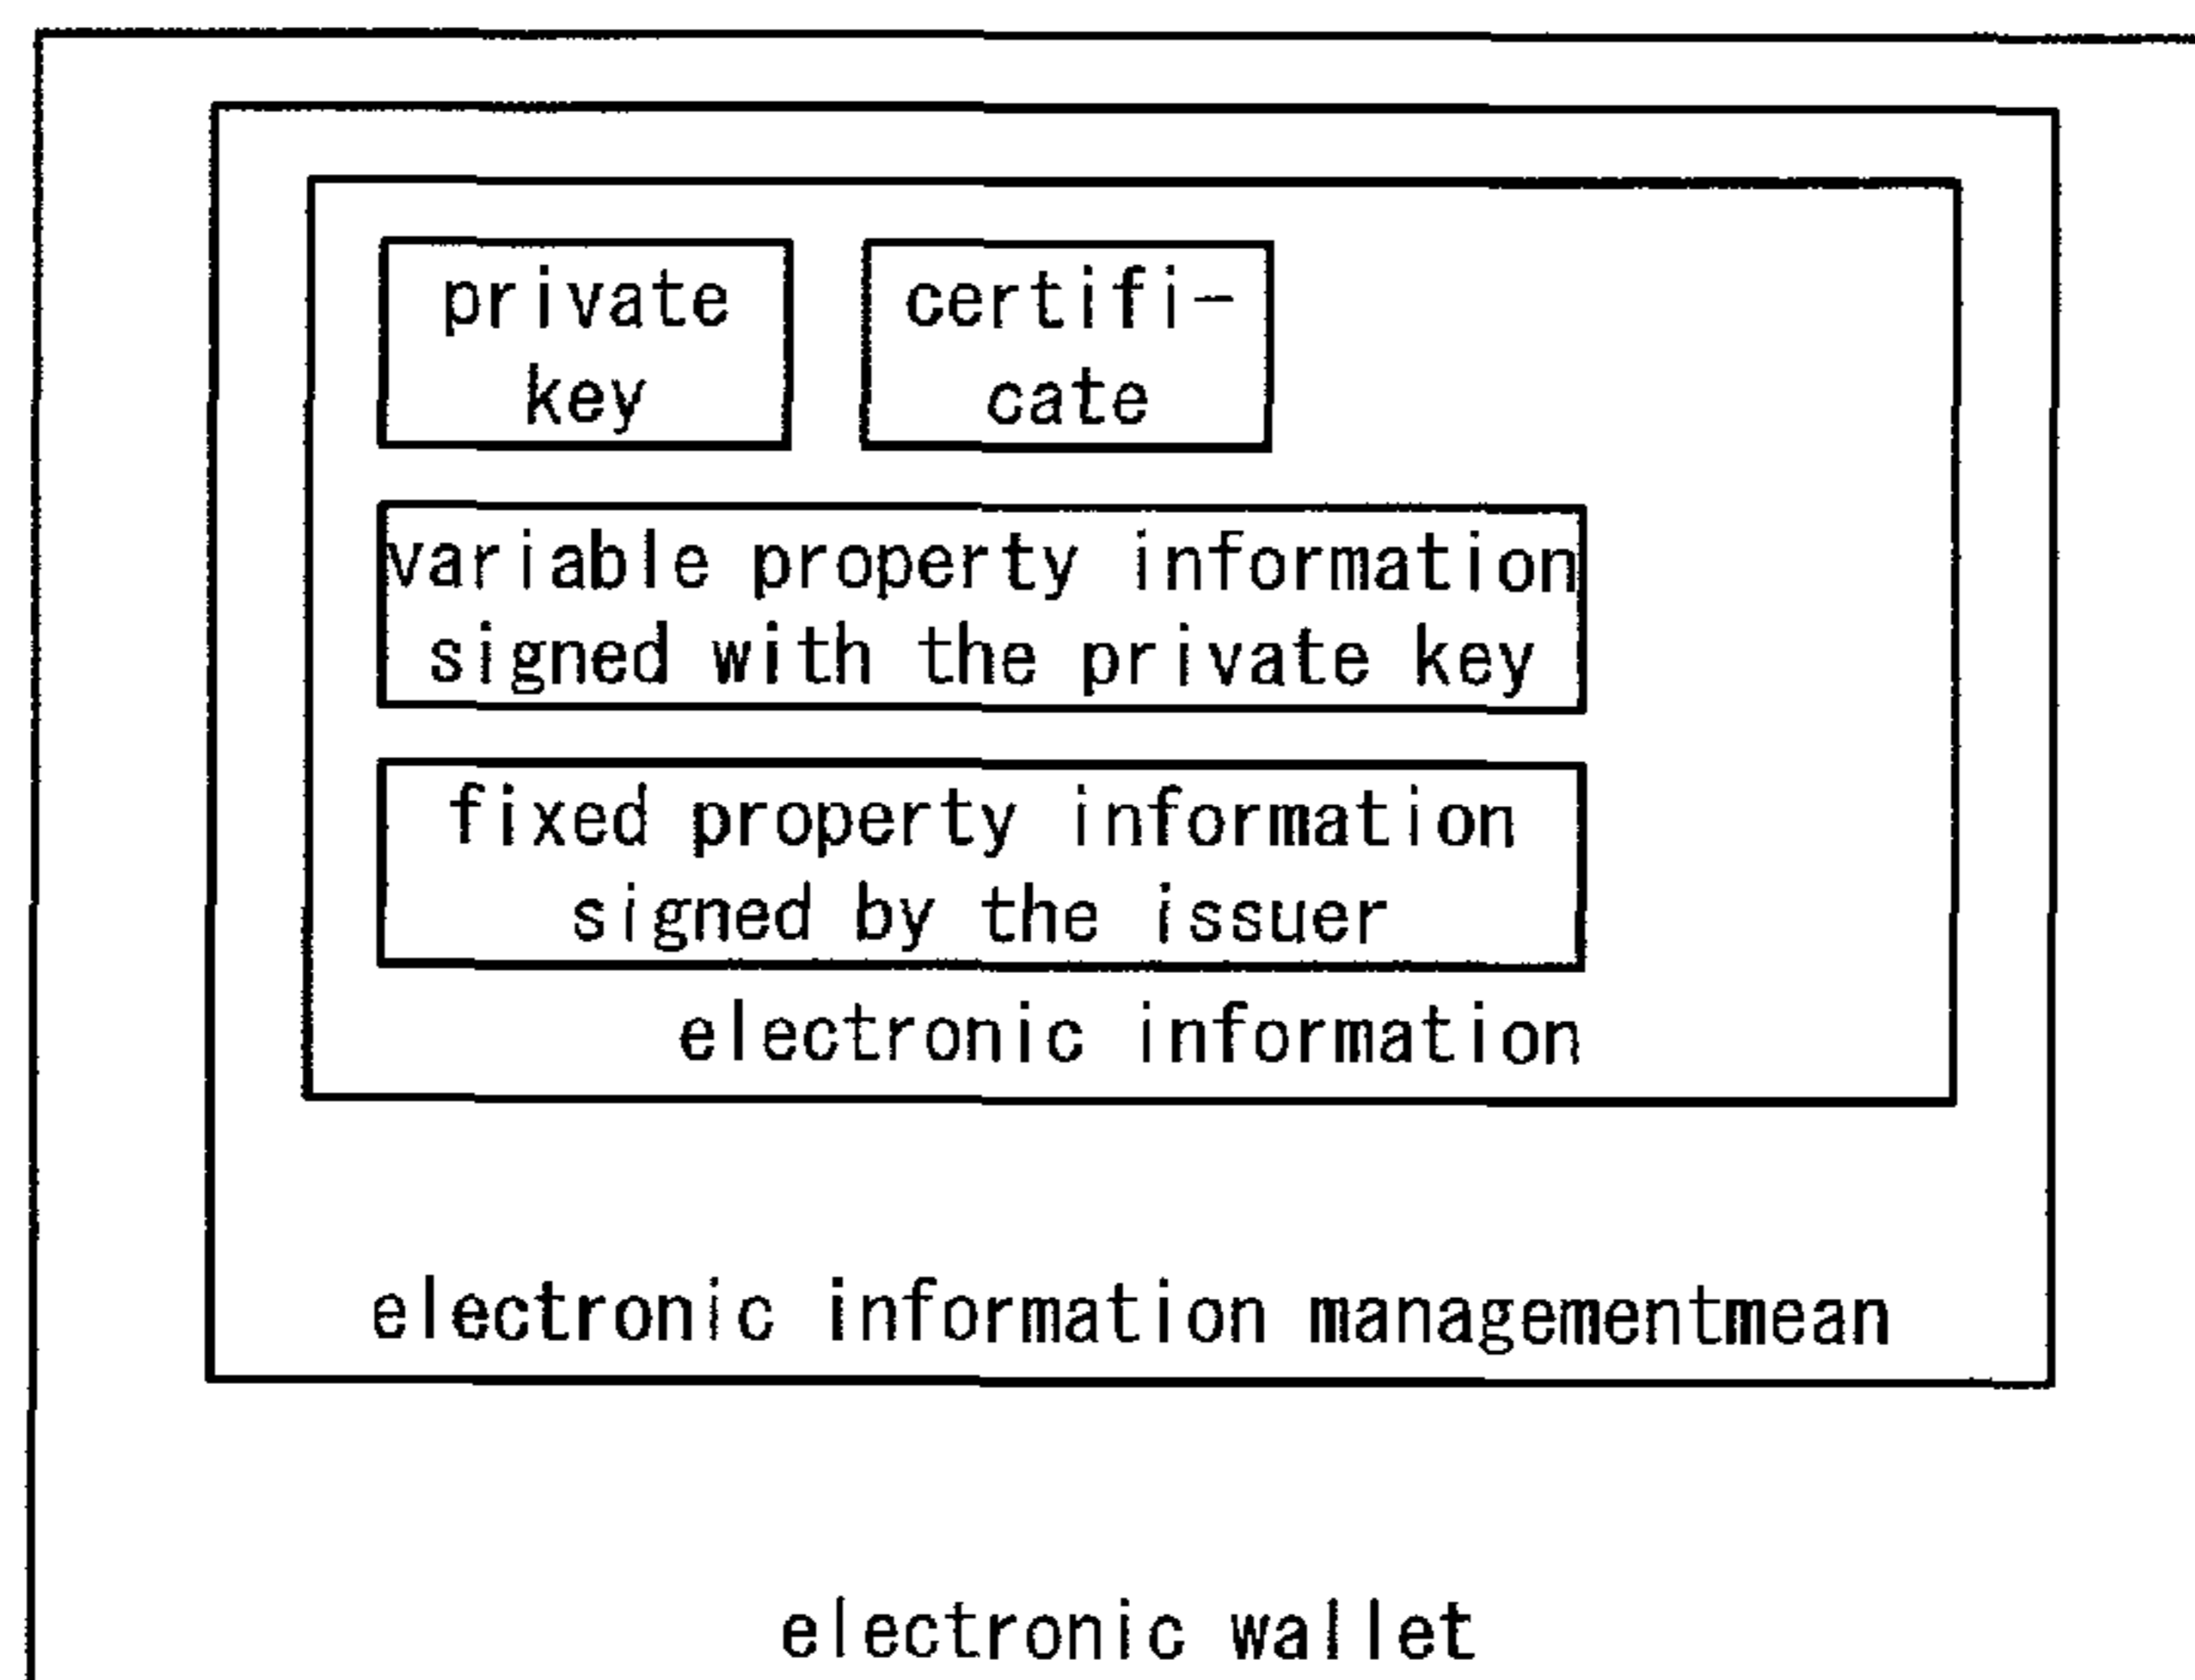 private
key
certifi-
cate
variable property information
signed with the private key
fixed property information
signed by the issuer
electronic information
electronic information managementmean
electronic wallet